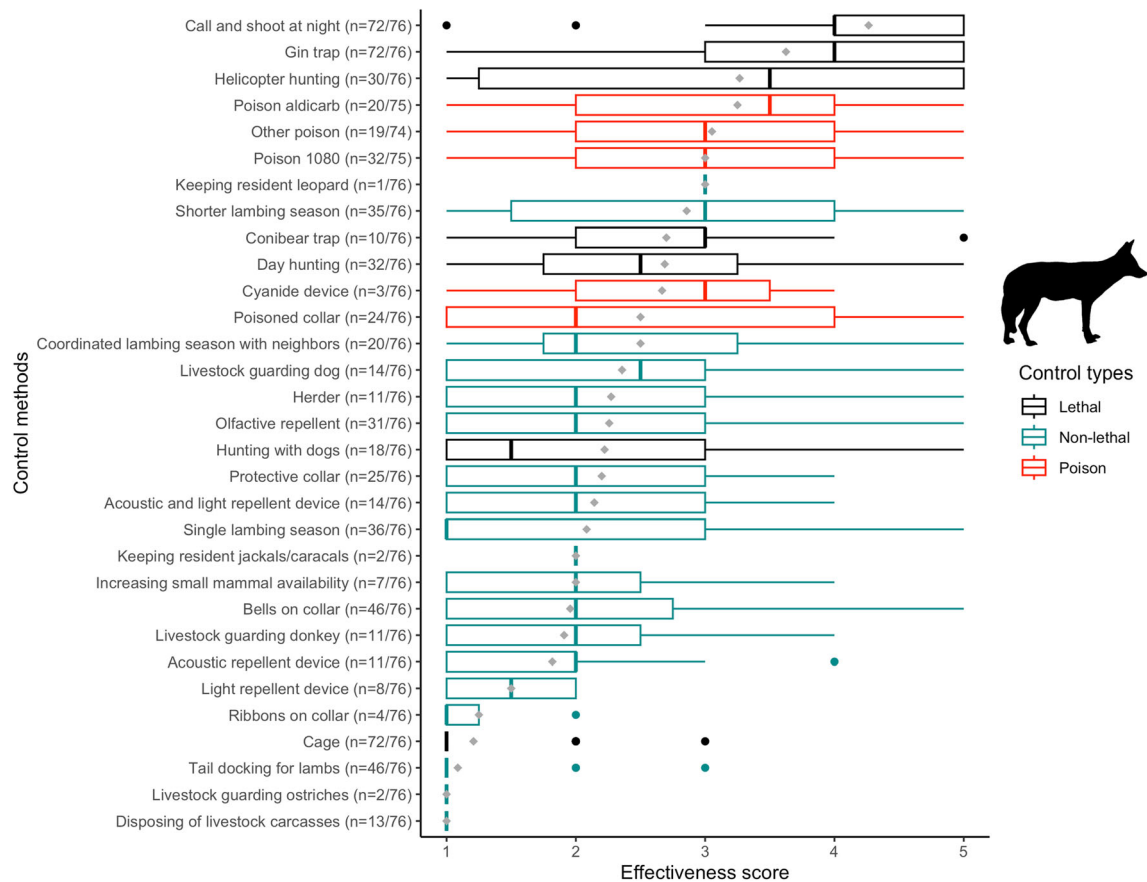 Control methods
Call and shoot at night (n=72/76)
Gin trap (n=72/76)
Helicopter hunting (n=30/76)
Poison aldicarb (n=20/75)
Other poison (n=19/74)
Poison 1080 (n=32/75)
Keeping resident leopard (n=1/76)
Shorter lambing season (n=35/76)
Conibear trap (n=10/76)
Day hunting (n=32/76)
Cyanide device (n=3/76)
Poisoned collar (n=24/76)
Coordinated lambing season with neighbors (n=20/76)
Livestock guarding dog (n=14/76)
Herder (n=11/76)
Olfactive repellent (n=31/76)
Hunting with dogs (n=18/76)
Protective collar (n=25/76)
Acoustic and light repellent device (n=14/76)
Single lambing season (n=36/76)
Keeping resident jackals/caracals (n=2/76)
Increasing small mammal availability (n=7/76)
Bells on collar (n=46/76)
Livestock guarding donkey (n=11/76)
Acoustic repellent device (n=11/76)
Light repellent device (n=8/76)
Ribbons on collar (n=4/76)
Cage (n=72/76)
Tail docking for lambs (n=46/76)
Livestock guarding ostriches (n=2/76)
Disposing of livestock carcasses (n=13/76)
1 2 3 4 5
Effectiveness score
Control types
Lethal
Non-lethal
Poison